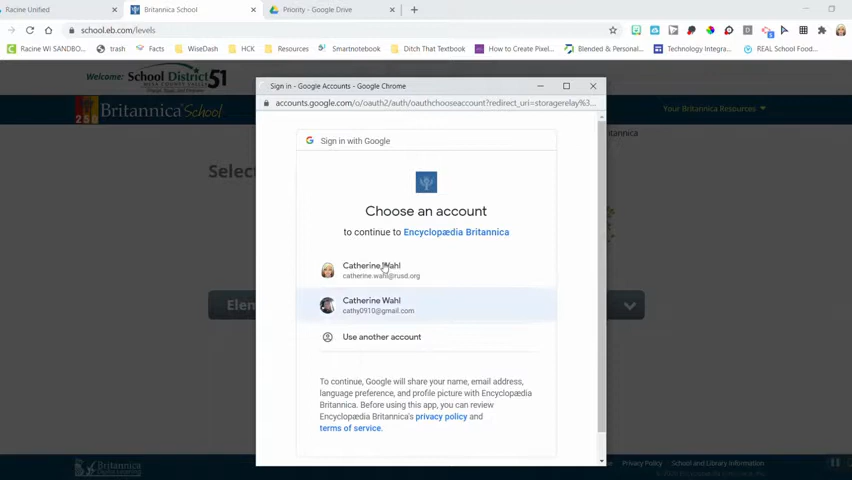 Racine Unified
Britannica School
Priority - Google Drive
school.eb.com/levels
Racine WI SANDBO...
trash
Facts
WiseDash
HCK
Resources
Smartnotebook
Ditch That Textbook
How to Create Pixel...
Blended & Personal...
Technology Integra...
REAL School Food...
Welcome:
School District 51
Sign in - Google Accounts - Google Chrome
accounts.google.com/o/oauth2/auth/oauthchooseaccount?redirect_uri=storagerelay%3...
250
Britannica School
Your Britannica Resources
Sign in with Google
Selec
Choose an account
to continue to Encyclopædia Britannica
Catherine Wahl
catherine.wahl@rusd.org
Catherine Wahl
cathy0910@gmail.com
Elem
Use another account
To continue, Google will share your name, email address,
language preference, and profile picture with Encyclopædia
Britannica. Before using this app, you can review
Encyclopædia Britannica's privacy policy and
terms of service.
Privacy Policy
School and Library Information